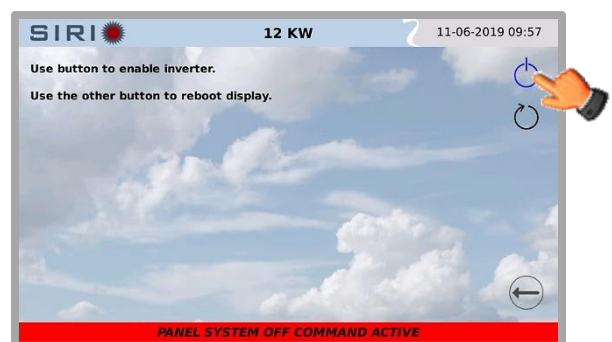 SIRI
12 KW
11-06-2019 09:57
Use button to enable inverter.
Use the other button to reboot display.
PANEL SYSTEM OFF COMMAND ACTIVE